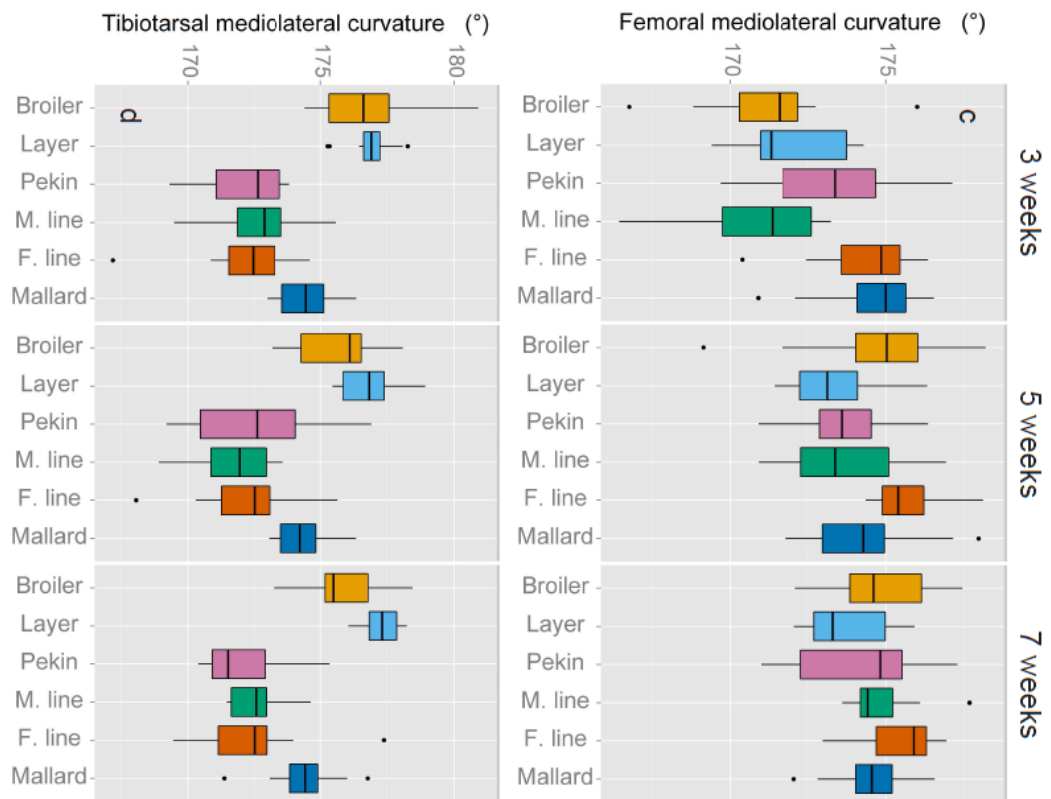 Tibiotarsal mediolateral curvature (°)
170
175
180
d
Broiler
Layer
Pekin
M. line
F. line
Mallard
Broiler
Layer
Pekin
M. line
F. line
Mallard
Broiler
Layer
Pekin
M. line
F. line
Mallard
Femoral mediolateral curvature (°)
170
175
c
3 weeks
Broiler
Layer
Pekin
M. line
F. line
Mallard
5 weeks
Broiler
Layer
Pekin
M. line
F. line
Mallard
7 weeks
Broiler
Layer
Pekin
M. line
F. line
Mallard